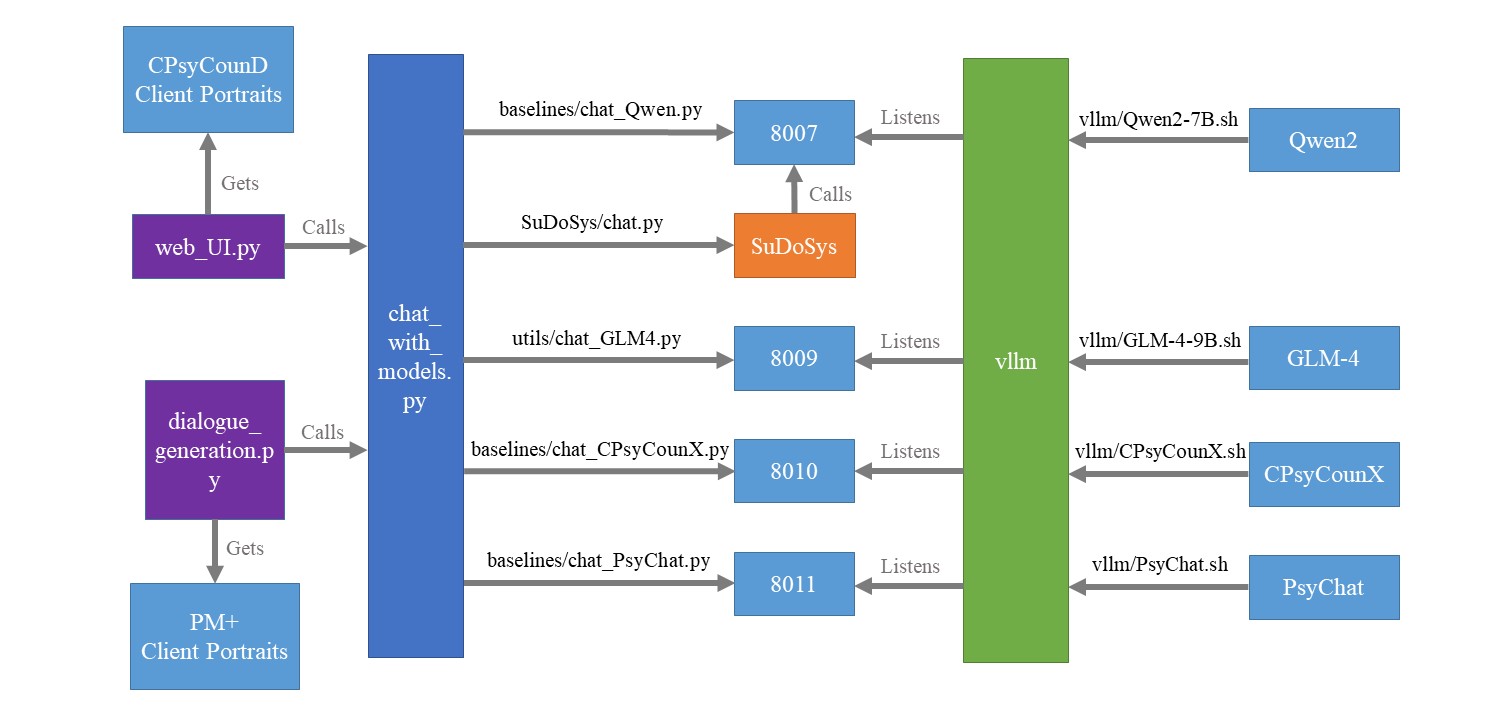 CPsyCounD
Client Portraits
Gets
web_UI.py
Calls
dialogue_
generation.p
y
Calls
Gets
PM+
Client Portraits
chat_
with_
models.
py
baselines/chat_Qwen.py
8007
Listens
vllm/Qwen2-7B.sh
Qwen2
Calls
SuDoSys/chat.py
SuDoSys
utils/chat_GLM4.py
8009
Listens
vllm
vllm/GLM-4-9B.sh
GLM-4
baselines/chat_CPsyCounX.py
8010
Listens
vllm/CPsyCounX.sh
CPsyCounX
baselines/chat_PsyChat.py
8011
Listens
vllm/PsyChat.sh
PsyChat